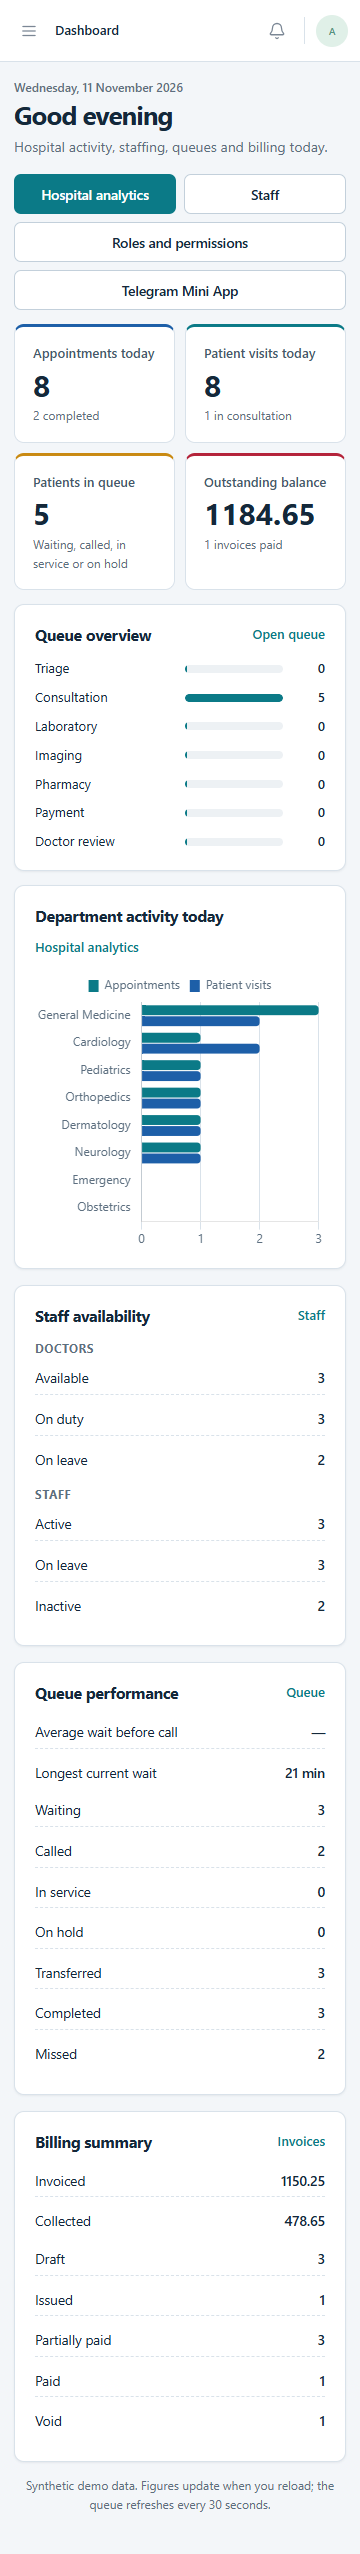 Dashboard
A
Wednesday, 11 November 2026
Good evening
Hospital activity, staffing, queues and billing today.
Hospital analytics
Staff
Roles and permissions
Telegram Mini App
Appointments today
8
2 completed
Patient visits today
8
1 in consultation
Patients in queue
5
Waiting, called, in
service or on hold
Outstanding balance
1184.65
1 invoices paid
Queue overview
Open queue
Triage 0
Consultation 5
Laboratory 0
Imaging 0
Pharmacy 0
Payment 0
Doctor review 0
Department activity today
Hospital analytics
Appointments Patient visits
General Medicine
Cardiology
Pediatrics
Orthopedics
Dermatology
Neurology
Emergency
Obstetrics
0 1 2 3
Staff availability
Staff
DOCTORS
Available 3
On duty 3
On leave 2
STAFF
Active 3
On leave 3
Inactive 2
Queue performance
Queue
Average wait before call —
Longest current wait 21 min
Waiting 3
Called 2
In service 0
On hold 0
Transferred 3
Completed 3
Missed 2
Billing summary
Invoices
Invoiced 1150.25
Collected 478.65
Draft 3
Issued 1
Partially paid 3
Paid 1
Void 1
Synthetic demo data. Figures update when you reload; the
queue refreshes every 30 seconds.